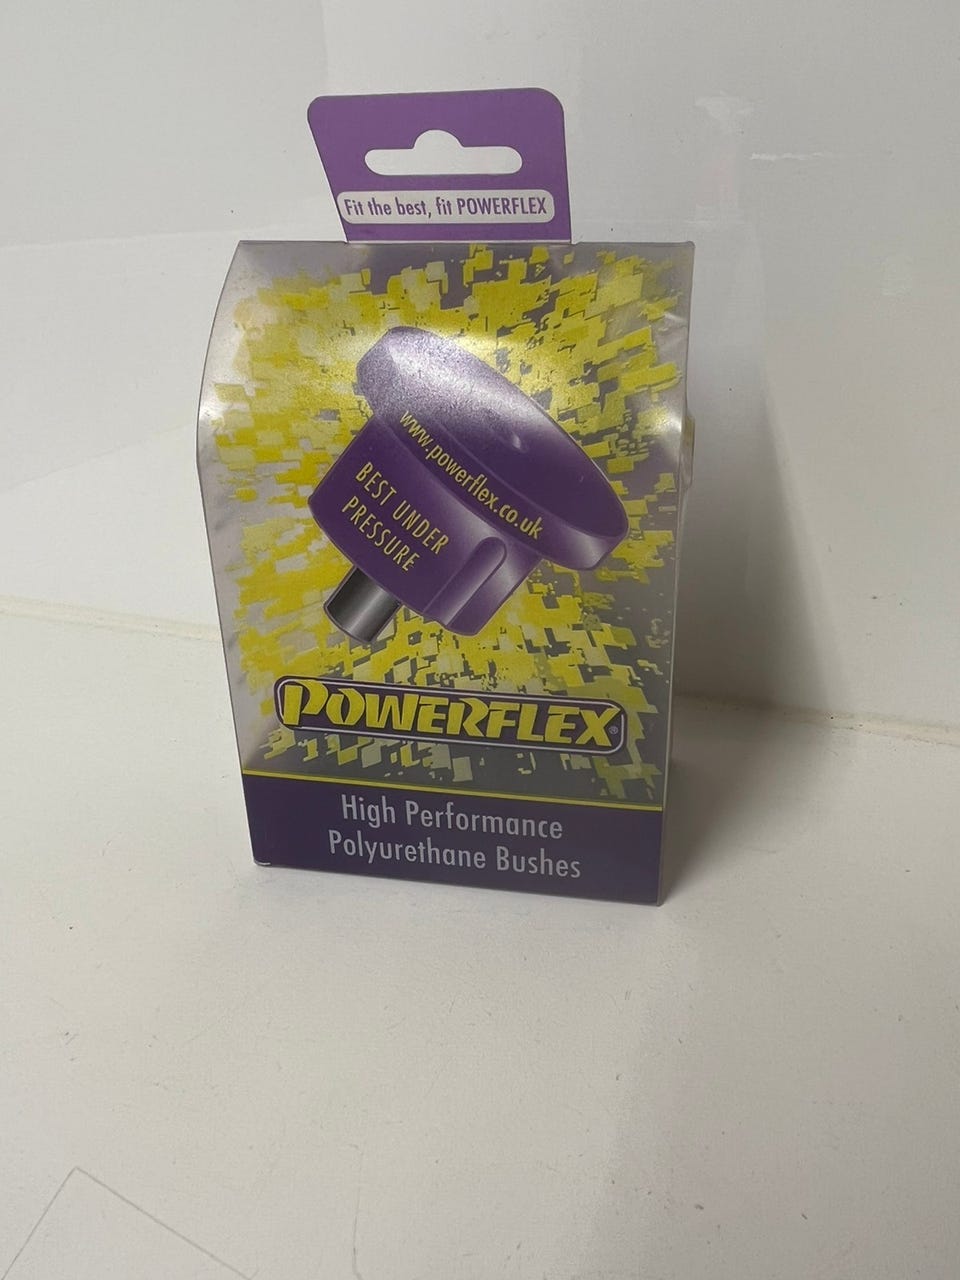 Fit the best, fit POWERFLEX
www.powerflex.co.uk
BEST UNDER
PRESSURE
POWERFLEX®
High Performance
Polyurethane Bushes